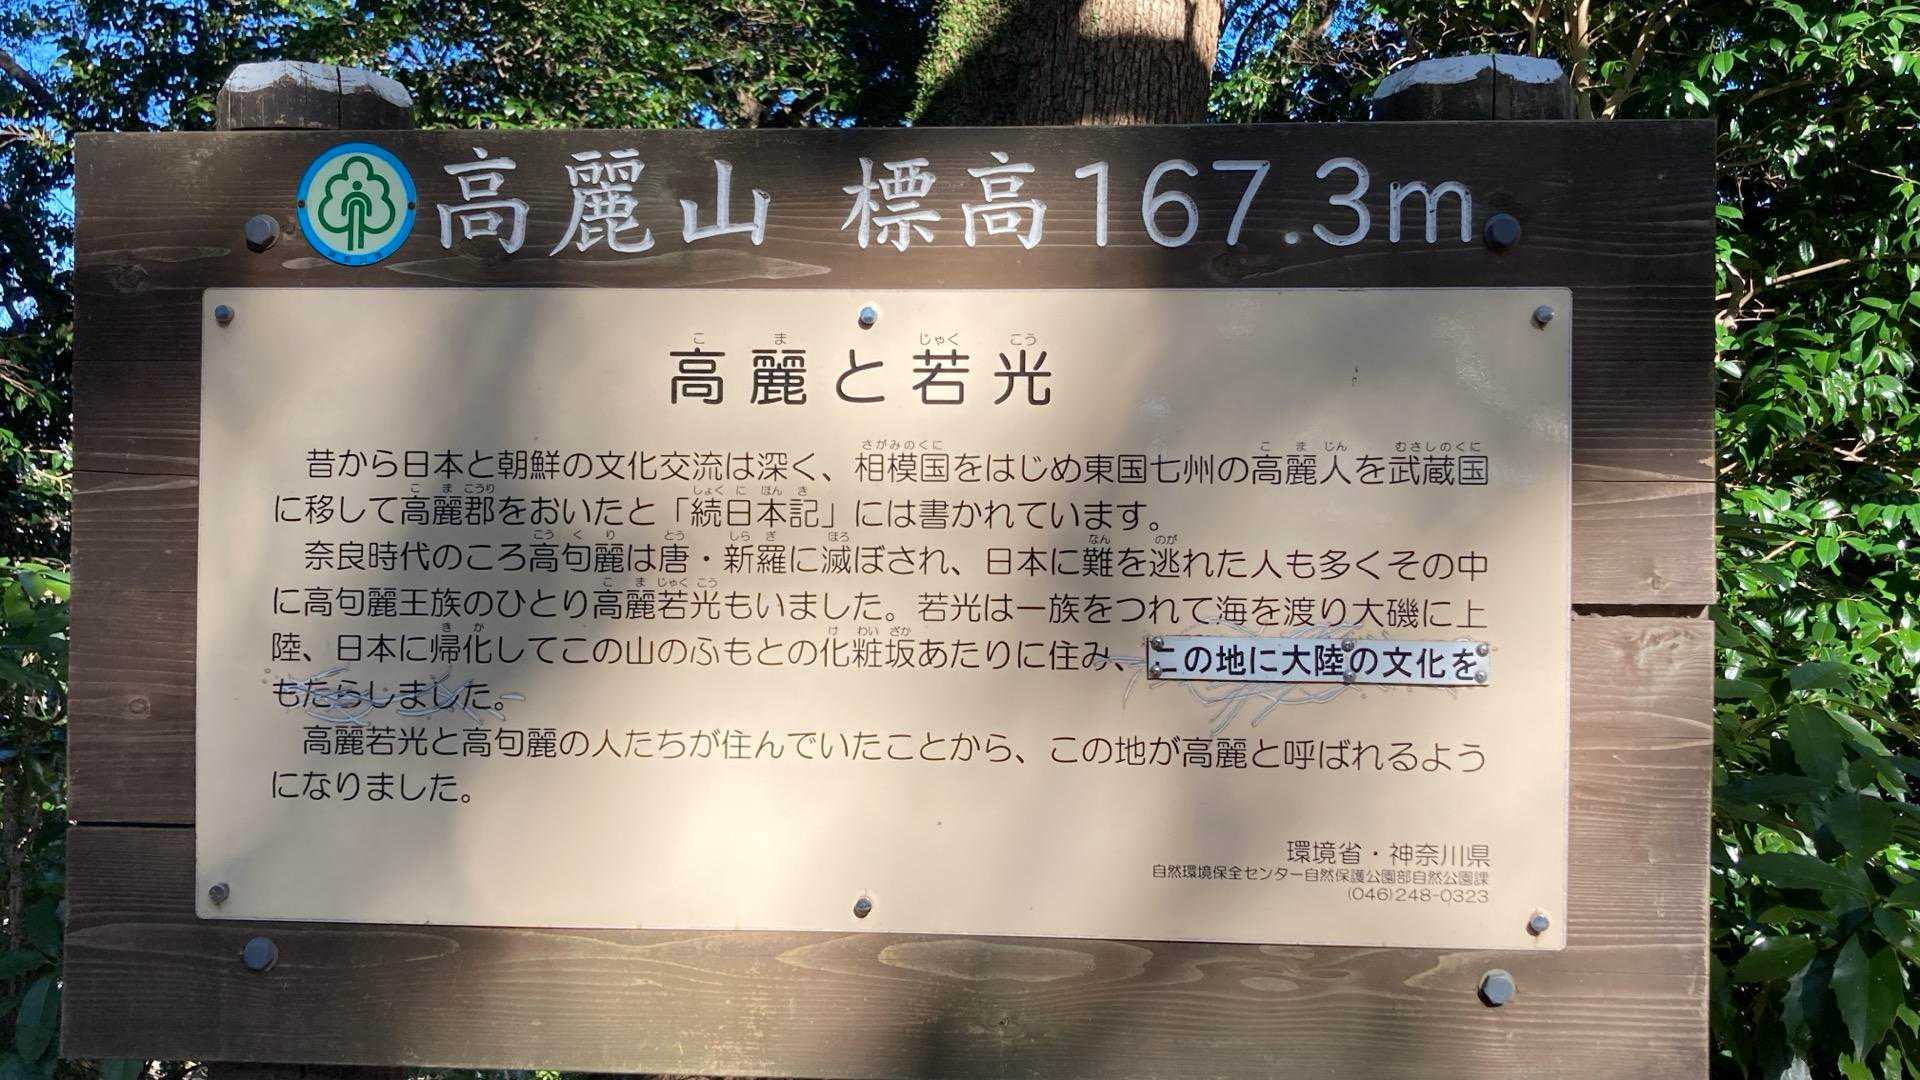 高麗山 標高167.3m
こ ま じゃく こう
高麗と若光
さがみのくに こ ま じん むさしのくに
昔から日本と朝鮮の文化交流は深く、相模国をはじめ東国七州の高麗人を武蔵国
こ ま こうり しょく に ほん き
に移して高麗郡をおいたと「続日本記」には書かれています。
こう く り とう しら ぎ ほろ なん のが
奈良時代のころ高句麗は唐・新羅に滅ぼされ、日本に難を逃れた人も多くその中
こ ま じゃく こう
に高句麗王族のひとり高麗若光もいました。若光は一族をつれて海を渡り大磯に上
き か け わい ざか
陸、日本に帰化してこの山のふもとの化粧坂あたりに住み、この地に大陸の文化を
もたらしました。
高麗若光と高句麗の人たちが住んでいたことから、この地が高麗と呼ばれるよう
になりました。
環境省・神奈川県
自然環境保全センター自然保護公園部自然公園課
(046)248-0323